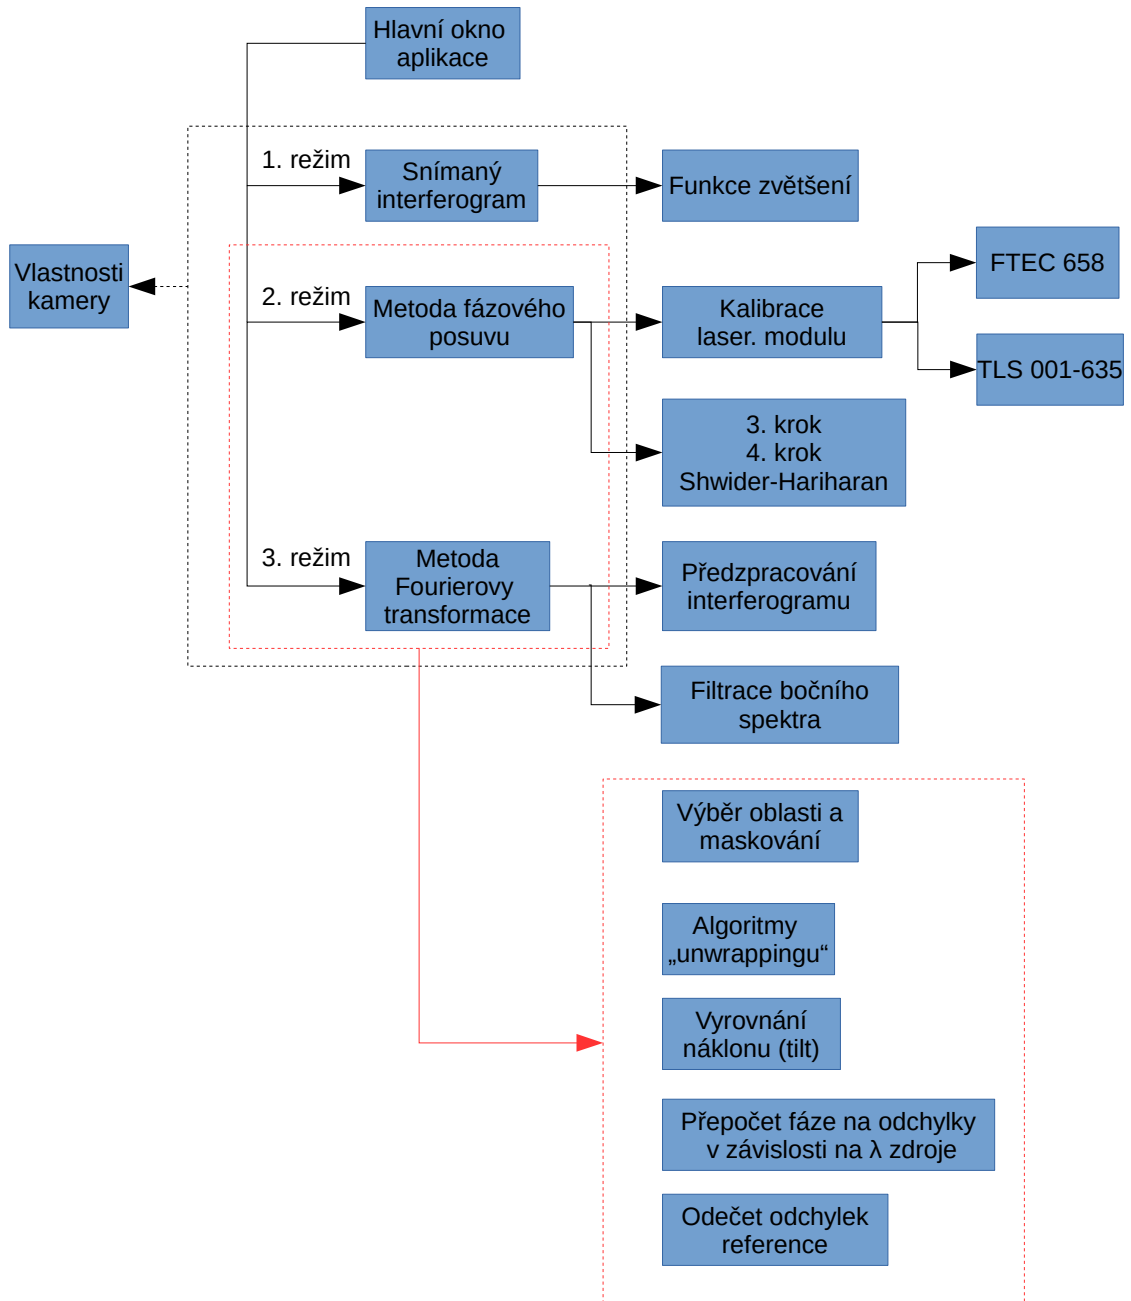 Hlavní okno
aplikace
1. režim
Snímaný
interferogram
Funkce zvětšení
Vlastnosti
kamery
2. režim
Metoda fázového
posuvu
Kalibrace
laser. modulu
FTEC 658
TLS 001-635
3. krok
4. krok
Shwider-Hariharan
3. režim
Metoda
Fourierovy
transformace
Předzpracování
interferogramu
Filtrace bočního
spektra
Výběr oblasti a
maskování
Algoritmy
„unwrappingu“
Vyrovnání
náklonu (tilt)
Přepočet fáze na odchylky
v závislosti na λ zdroje
Odečet odchylek
reference